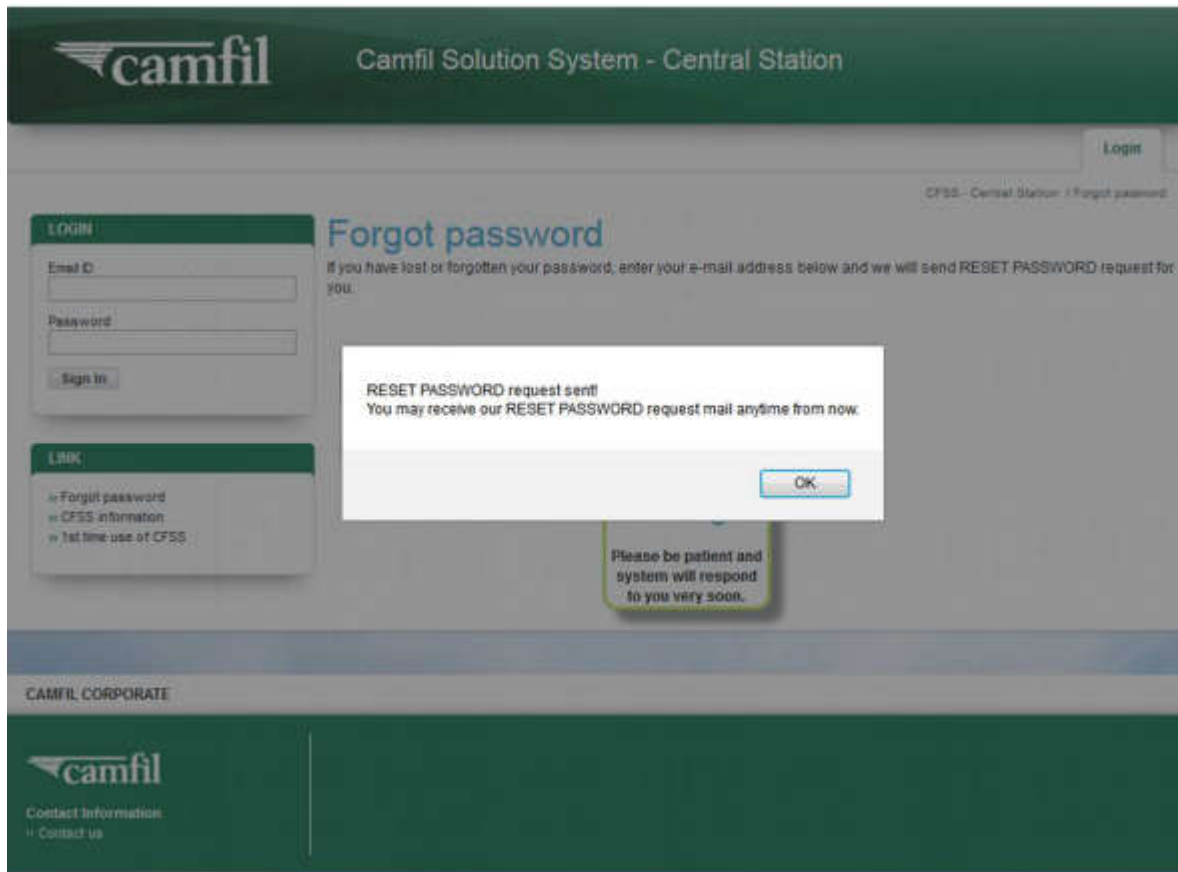 camfil
Camfil Solution System - Central Station
Login
CFSS - Central Station / Forgot password
LOGIN
Email ID
Password
Sign In
Forgot password
If you have lost or forgotten your password, enter your e-mail address below and we will send RESET PASSWORD request for
you.
RESET PASSWORD request sent!
You may receive our RESET PASSWORD request mail anytime from now.
OK
LINK
» Forgot password
» CFSS information
» 1st time use of CFSS
Please be patient and
system will respond
to you very soon.
CAMFIL CORPORATE
camfil
Contact Information
» Contact us